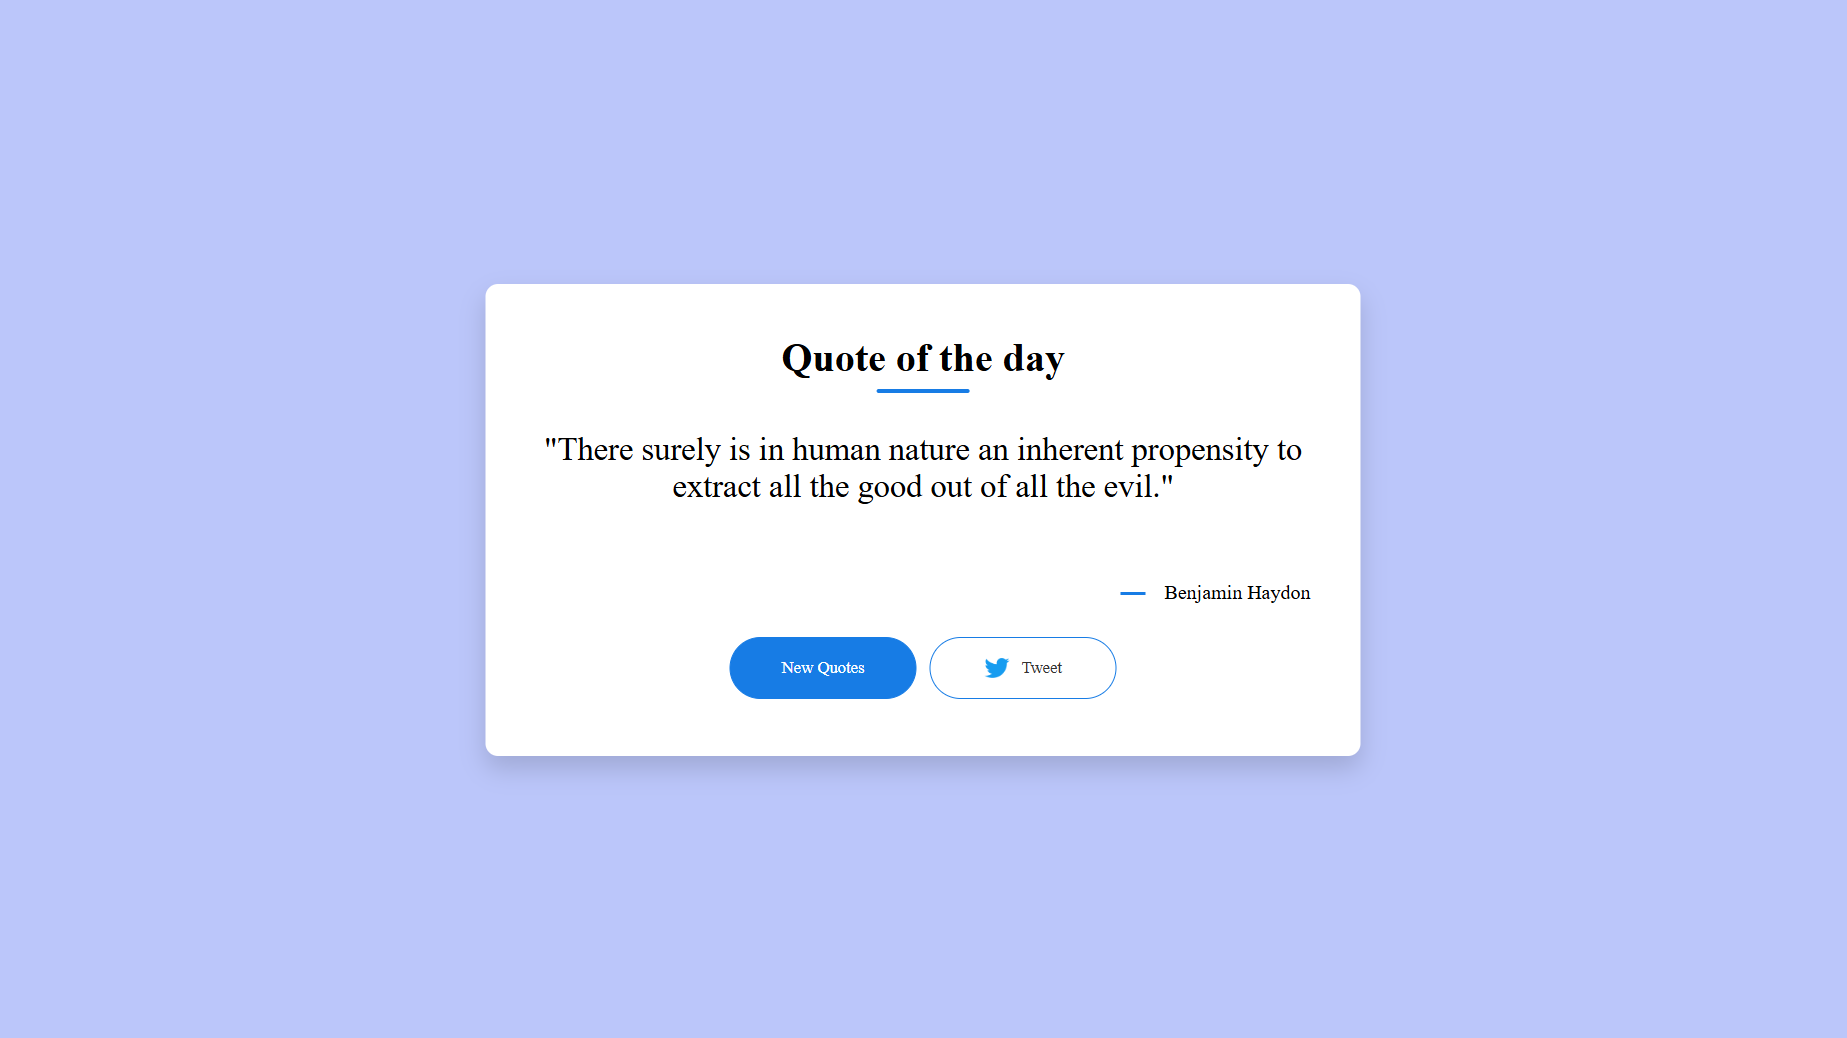 Quote of the day
"There surely is in human nature an inherent propensity to
extract all the good out of all the evil."
Benjamin Haydon
New Quotes
Tweet